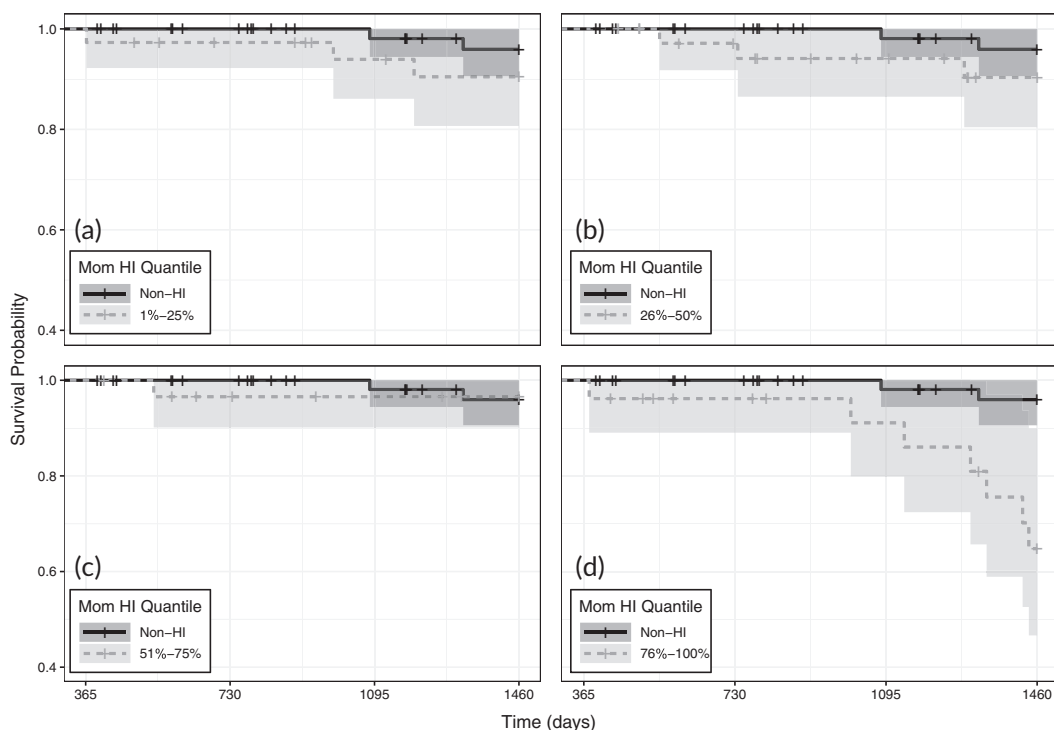 Survival Probability
1.0
0.8
0.6
0.4
(a)
Mom HI Quantile
Non−HI
1%−25%
(b)
Mom HI Quantile
Non−HI
26%−50%
1.0
0.8
0.6
0.4
(c)
Mom HI Quantile
Non−HI
51%−75%
(d)
Mom HI Quantile
Non−HI
76%−100%
365 730 1095 1460
365 730 1095 1460
Time (days)